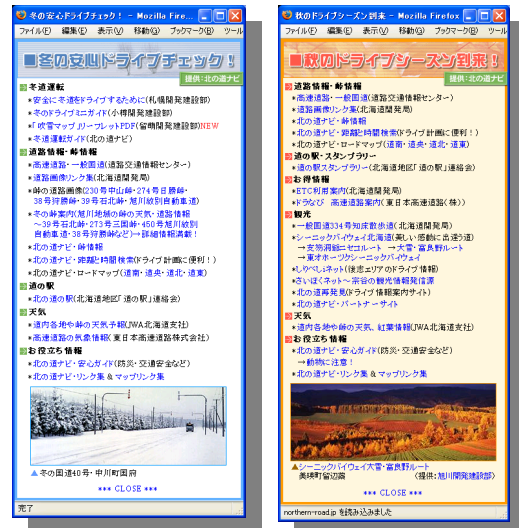 冬の安心ドライブチェック! - Mozilla Fire...
ファイル(F) 編集(E) 表示(V) 移動(G) ブックマーク(B) ツール
■冬の安心ドライブチェック!
提供:北の道ナビ
冬道運転
*安全に冬道をドライブするために(札幌開発建設部)
*冬のドライブミニガイド(小樽開発建設部)
*「吹雪マップ」リーフレットPDF(留萌開発建設部)NEW
*冬道運転ガイド(北の道ナビ)
道路情報・峠情報
*高速道路・一般国道(道路交通情報センター)
*道路画像リンク集(北海道開発局)
*峠の道路画像(230号中山峠・274号日勝峠・
38号狩勝峠・39号石北峠・旭川紋別自動車道)
*冬の峠案内(旭川地域の峠の天気・道路情報
～39号石北峠・273号三国峠・450号旭川紋別
自動車道・38号狩勝峠など)→詳細情報満載!
*北の道ナビ・峠情報
*北の道ナビ・距離と時間検索(ドライブ計画に便利!)
*北の道ナビ・ロードマップ(道南・道央・道北・道東)
道の駅
*北の道の駅(北海道地区「道の駅」連絡会)
天気
*道内各地や峠の天気予報(JWA北海道支社)
*高速道路の気象情報(東日本高速道路株式会社)
お役立ち情報
*北の道ナビ・安心ガイド(防災・交通安全など)
*北の道ナビ・リンク集 & マップリンク集
▲冬の国道40号・中川町国府
*** CLOSE ***
完了
秋のドライブシーズン到来! - Mozilla Firefox
ファイル(F) 編集(E) 表示(V) 移動(G) ブックマーク(B) ツール
■秋のドライブシーズン到来!
提供:北の道ナビ
道路情報・峠情報
*高速道路・一般国道(道路交通情報センター)
*道路画像リンク集(北海道開発局)
*北の道ナビ・峠情報
*北の道ナビ・距離と時間検索(ドライブ計画に便利!)
*北の道ナビ・ロードマップ(道南・道央・道北・道東)
道の駅・スタンプラリー
*道の駅スタンプラリー(北海道地区「道の駅」連絡会)
お得情報
*ETC利用案内(北海道開発局)
*ドラなび 高速道路案内(東日本高速道路(株))
観光
*一般国道334号知床散歩道(北海道開発局)
*シーニックバイウェイ北海道(美しい感動に出逢う道)
→支笏洞爺ニセコルート →大雪・富良野ルート
→東オホーツクシーニックバイウェイ
*しりべしiネット(後志エリアのドライブ情報)
*さいほくネット～宗谷の観光情報発信源
*北の道再発見(ドライブ情報案内サイト)
*北の道ナビ・パートナーサイト
天気
*道内各地や峠の天気、紅葉情報(JWA北海道支社)
お役立ち情報
*北の道ナビ・安心ガイド(防災・交通安全など)
→動物に注意!
*北の道ナビ・リンク集 & マップリンク集
▲シーニックバイウェイ大雪・富良野ルート
美瑛町留辺蘂 (提供:旭川開発建設部)
*** CLOSE ***
northern-road.jp を読み込みました